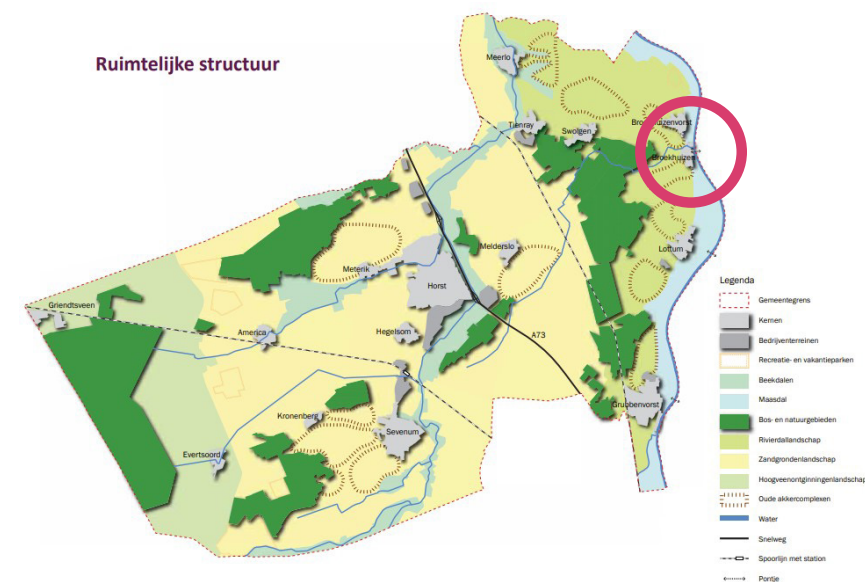 Ruimtelijke structuur
Meerlo
Tienray
Swolgen
Broekhuizenvorst
Broekhuizen
Melderslo
Lottum
Meterik
Horst
Griendtsveen
America
Hegelsom
A73
Grubbenvorst
Kronenberg
Sevenum
Evertsoord
Legenda
Gemeentegrens
Kernen
Bedrijventerreinen
Recreatie- en vakantieparken
Beekdalen
Maasdal
Bos- en natuurgebieden
Rivierdallandschap
Zandgrondenlandschap
Hoogveenontginningenlandschap
Oude akkercomplexen
Water
Snelweg
Spoorlijn met station
Pontje